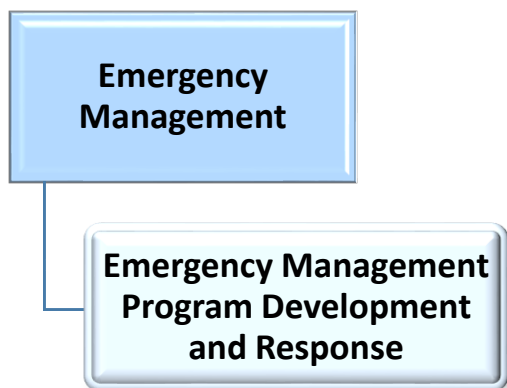 Emergency
Management
Emergency Management
Program Development
and Response